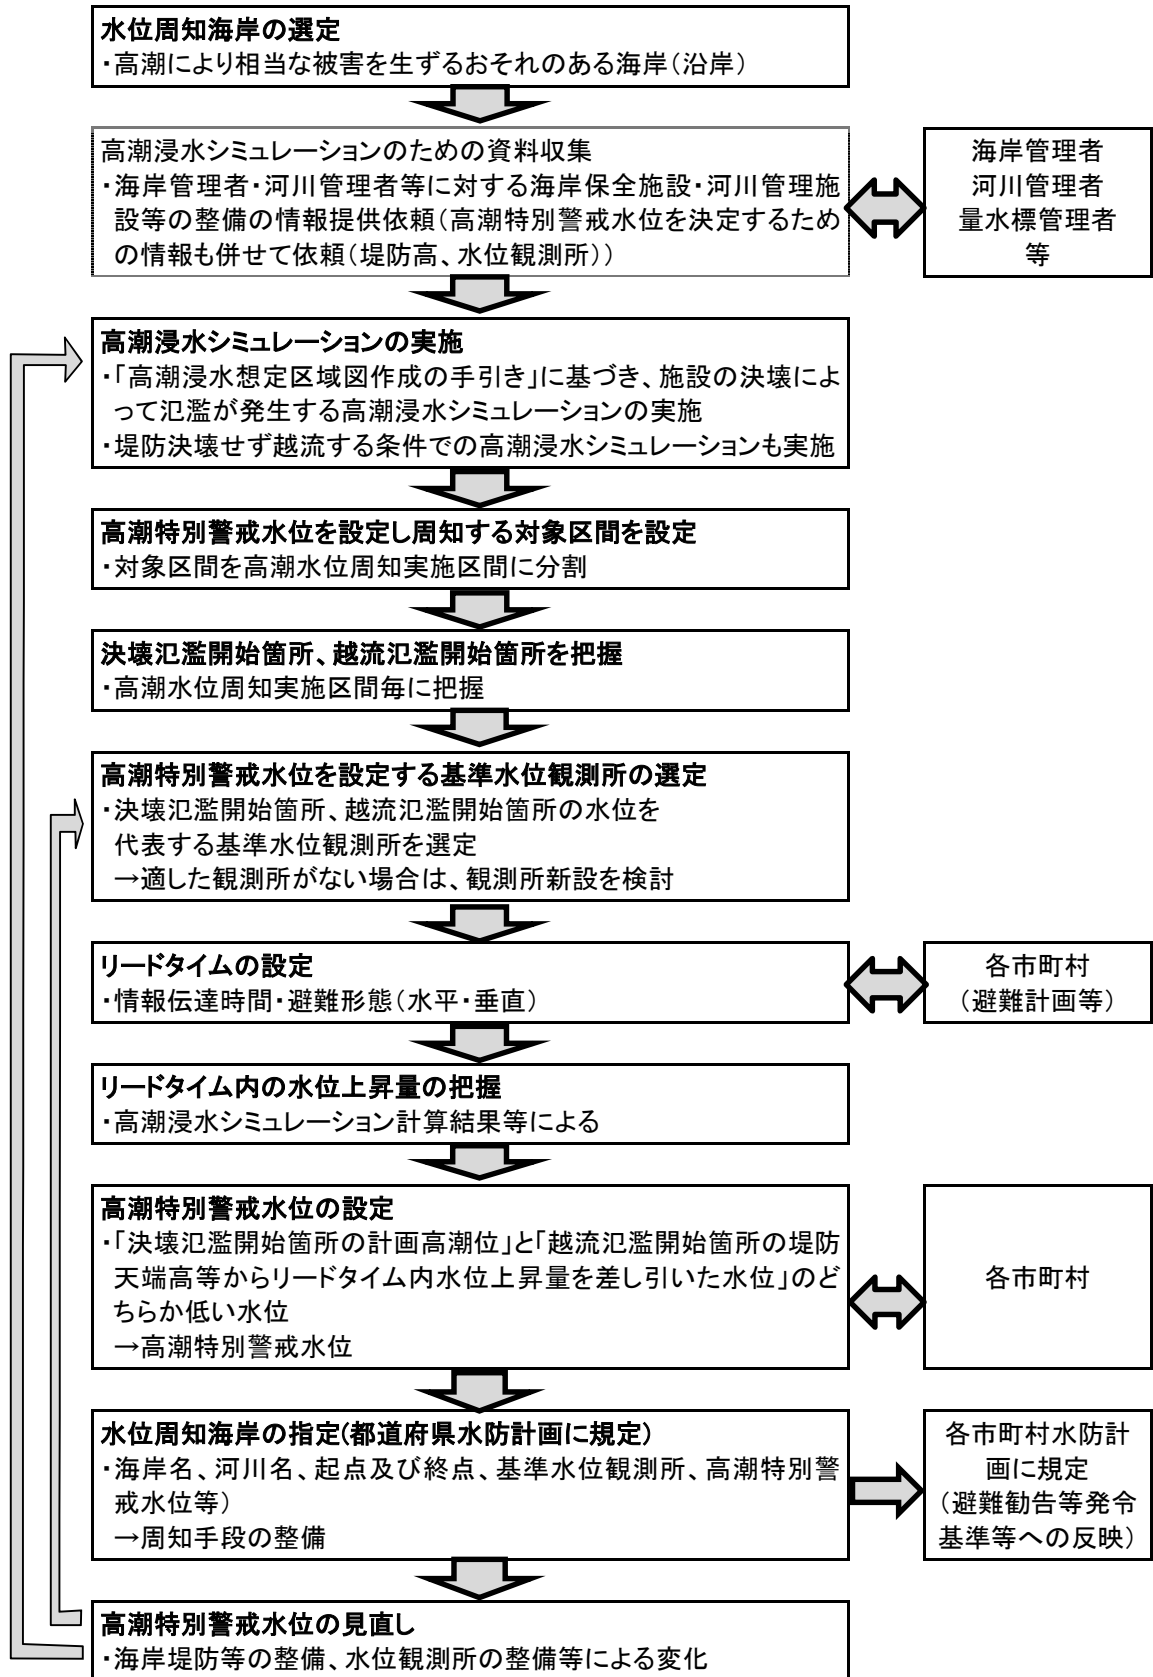 水位周知海岸の選定
・高潮により相当な被害を生ずるおそれのある海岸（沿岸）
高潮浸水シミュレーションのための資料収集
・海岸管理者・河川管理者等に対する海岸保全施設・河川管理施
設等の整備の情報提供依頼（高潮特別警戒水位を決定するため
の情報も併せて依頼（堤防高、水位観測所））
海岸管理者
河川管理者
量水標管理者
等
高潮浸水シミュレーションの実施
・「高潮浸水想定区域図作成の手引き」に基づき、施設の決壊によ
って氾濫が発生する高潮浸水シミュレーションの実施
・堤防決壊せず越流する条件での高潮浸水シミュレーションも実施
高潮特別警戒水位を設定し周知する対象区間を設定
・対象区間を高潮水位周知実施区間に分割
決壊氾濫開始箇所、越流氾濫開始箇所を把握
・高潮水位周知実施区間毎に把握
高潮特別警戒水位を設定する基準水位観測所の選定
・決壊氾濫開始箇所、越流氾濫開始箇所の水位を
代表する基準水位観測所を選定
→適した観測所がない場合は、観測所新設を検討
リードタイムの設定
・情報伝達時間・避難形態（水平・垂直）
各市町村
（避難計画等）
リードタイム内の水位上昇量の把握
・高潮浸水シミュレーション計算結果等による
高潮特別警戒水位の設定
・「決壊氾濫開始箇所の計画高潮位」と「越流氾濫開始箇所の堤防
天端高等からリードタイム内水位上昇量を差し引いた水位」のど
ちらか低い水位
→高潮特別警戒水位
各市町村
水位周知海岸の指定(都道府県水防計画に規定)
・海岸名、河川名、起点及び終点、基準水位観測所、高潮特別警
戒水位等）
→周知手段の整備
各市町村水防計
画に規定
（避難勧告等発令
基準等への反映）
高潮特別警戒水位の見直し
・海岸堤防等の整備、水位観測所の整備等による変化